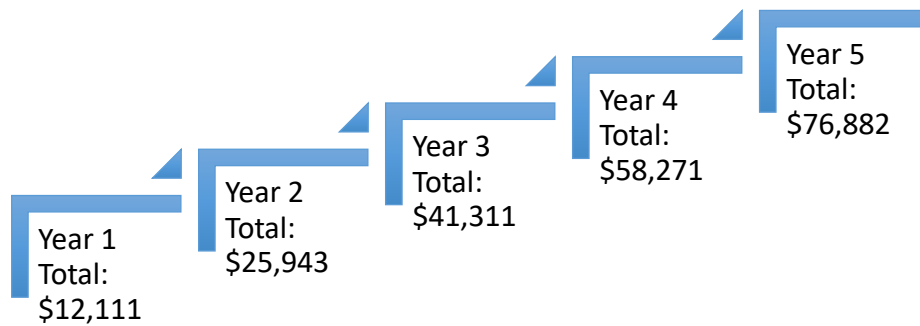 Year 1
Total:
$12,111
Year 2
Total:
$25,943
Year 3
Total:
$41,311
Year 4
Total:
$58,271
Year 5
Total:
$76,882